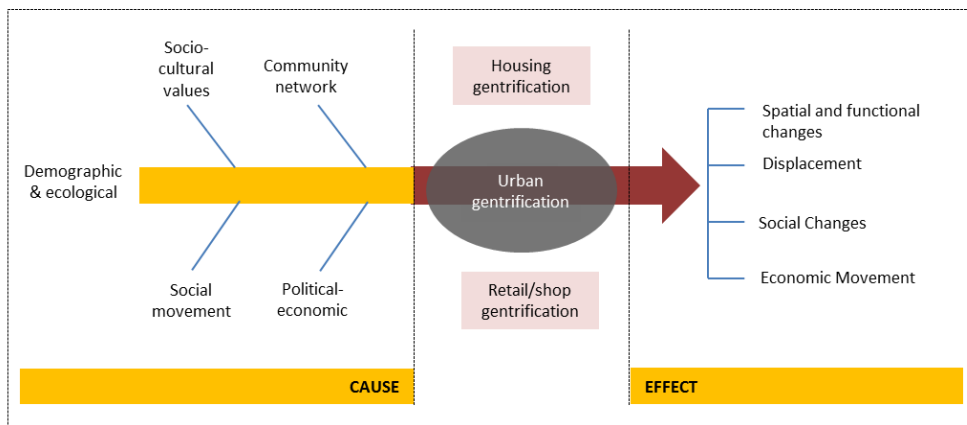 Socio-
cultural
values
Community
network
Demographic
& ecological
Social
movement
Political-
economic
Housing
gentrification
Urban
gentrification
Retail/shop
gentrification
Spatial and functional
changes
Displacement
Social Changes
Economic Movement
CAUSE
EFFECT